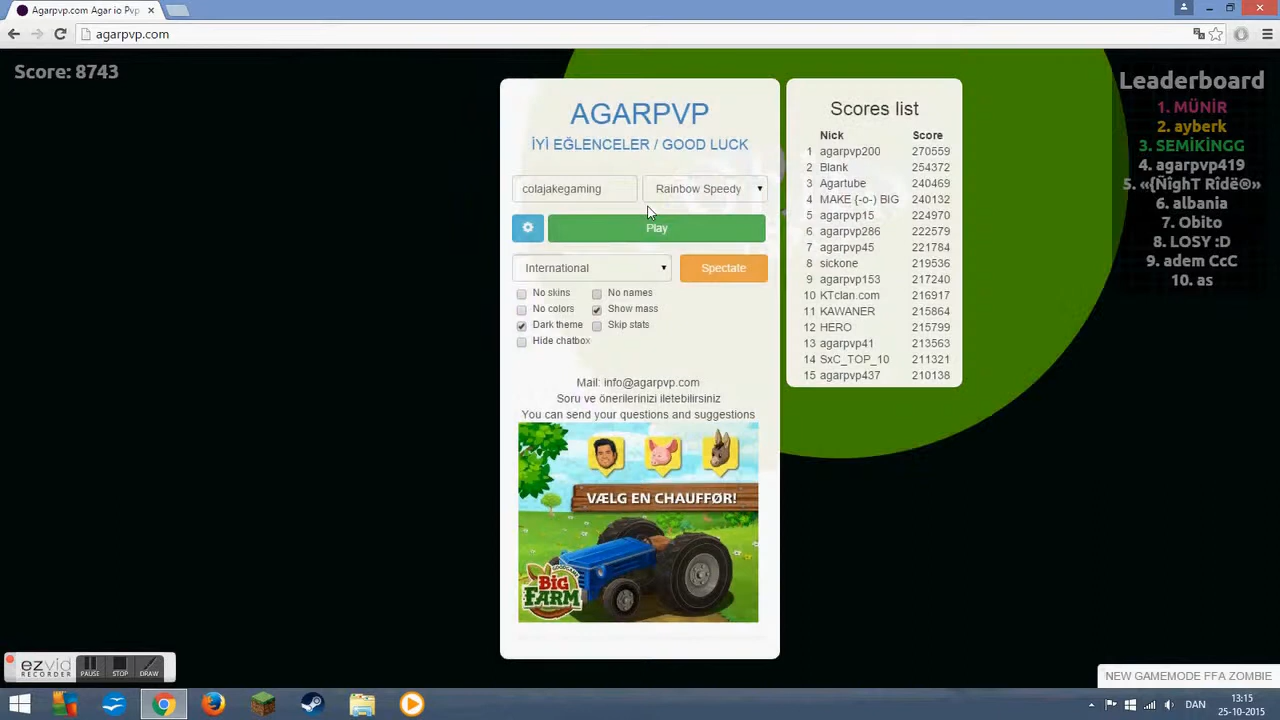 Agarpvp.com Agar io Pvp
agarpvp.com
Score: 8743
AGARPVP
İYİ EĞLENCELER / GOOD LUCK
colajakegaming
Rainbow Speedy
Play
International
Spectate
No skins
No names
No colors
Show mass
Dark theme
Skip stats
Hide chatbox
Mail: info@agarpvp.com
Soru ve önerilerinizi iletebilirsiniz
You can send your questions and suggestions
VÆLG EN CHAUFFØR!
GOODGAME
BIG FARM
Scores list
Nick Score
1 agarpvp200 270559
2 Blank 254372
3 Agartube 240469
4 MAKE {-o-) BIG 240132
5 agarpvp15 224970
6 agarpvp286 222579
7 agarpvp45 221784
8 sickone 219536
9 agarpvp153 217240
10 KTclan.com 216917
11 KAWANER 215864
12 HERO 215799
13 agarpvp41 213563
14 SxC_TOP_10 211321
15 agarpvp437 210138
Leaderboard
1. MÜNİR
2. ayberk
3. SEMİKİNGG
4. agarpvp419
5. «{ÑîghT Rîdë®»
6. albania
7. Obito
8. LOSY :D
9. adem CcC
10. as
ezvid
RECORDER
PAUSE
STOP
DRAW
NEW GAMEMODE FFA ZOMBIE
DAN
13:15
25-10-2015